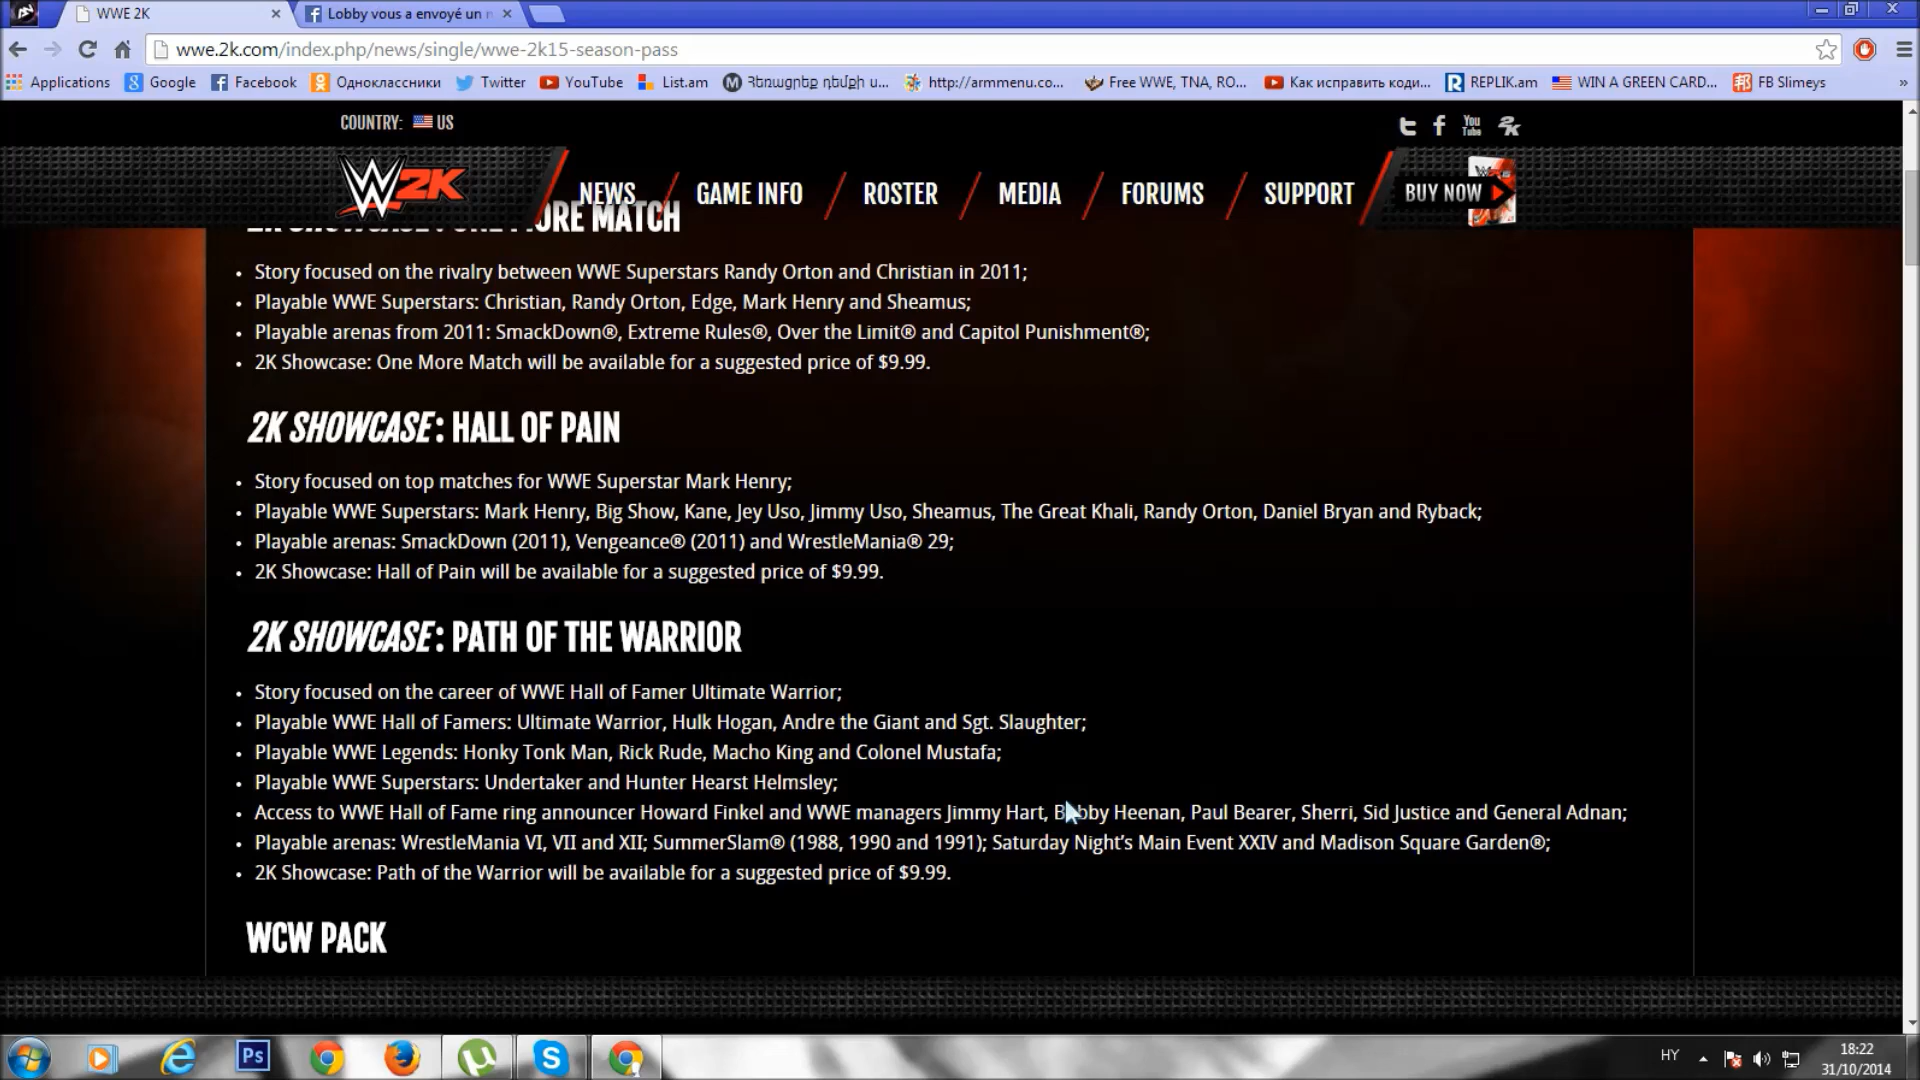 WWE 2K
Lobby vous a envoyé un n
wwe.2k.com/index.php/news/single/wwe-2k15-season-pass
Applications Google Facebook Одноклассники Twitter YouTube List.am Հեռացրեք դեմքի ս... http://armmenu.co... Free WWE, TNA, RO... Как исправить коди... REPLIK.am WIN A GREEN CARD... FB Slimeys »
COUNTRY: US
You Tube 2K
W2K NEWS GAME INFO ROSTER MEDIA FORUMS SUPPORT BUY NOW
MORE MATCH
• Story focused on the rivalry between WWE Superstars Randy Orton and Christian in 2011;
• Playable WWE Superstars: Christian, Randy Orton, Edge, Mark Henry and Sheamus;
• Playable arenas from 2011: SmackDown®, Extreme Rules®, Over the Limit® and Capitol Punishment®;
• 2K Showcase: One More Match will be available for a suggested price of $9.99.
2K SHOWCASE: HALL OF PAIN
• Story focused on top matches for WWE Superstar Mark Henry;
• Playable WWE Superstars: Mark Henry, Big Show, Kane, Jey Uso, Jimmy Uso, Sheamus, The Great Khali, Randy Orton, Daniel Bryan and Ryback;
• Playable arenas: SmackDown (2011), Vengeance® (2011) and WrestleMania® 29;
• 2K Showcase: Hall of Pain will be available for a suggested price of $9.99.
2K SHOWCASE: PATH OF THE WARRIOR
• Story focused on the career of WWE Hall of Famer Ultimate Warrior;
• Playable WWE Hall of Famers: Ultimate Warrior, Hulk Hogan, Andre the Giant and Sgt. Slaughter;
• Playable WWE Legends: Honky Tonk Man, Rick Rude, Macho King and Colonel Mustafa;
• Playable WWE Superstars: Undertaker and Hunter Hearst Helmsley;
• Access to WWE Hall of Fame ring announcer Howard Finkel and WWE managers Jimmy Hart, Bobby Heenan, Paul Bearer, Sherri, Sid Justice and General Adnan;
• Playable arenas: WrestleMania VI, VII and XII; SummerSlam® (1988, 1990 and 1991); Saturday Night's Main Event XXIV and Madison Square Garden®;
• 2K Showcase: Path of the Warrior will be available for a suggested price of $9.99.
WCW PACK
Ps
HY
18:22
31/10/2014